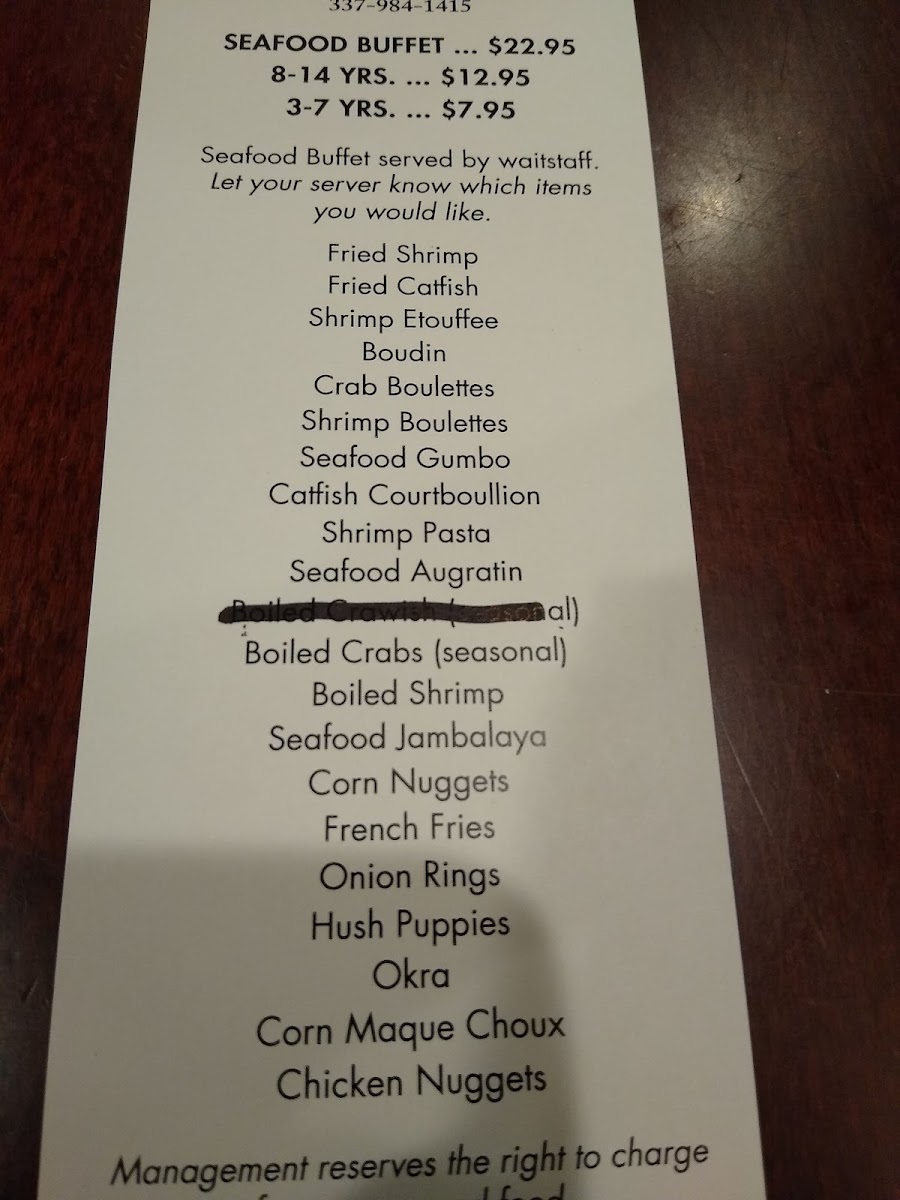 337-984-1415
SEAFOOD BUFFET ... $22.95
8-14 YRS. ... $12.95
3-7 YRS. ... $7.95
Seafood Buffet served by waitstaff.
Let your server know which items
you would like.
Fried Shrimp
Fried Catfish
Shrimp Etouffee
Boudin
Crab Boulettes
Shrimp Boulettes
Seafood Gumbo
Catfish Courtboullion
Shrimp Pasta
Seafood Augratin
Boiled Crawish (seasonal)
Boiled Crabs (seasonal)
Boiled Shrimp
Seafood Jambalaya
Corn Nuggets
French Fries
Onion Rings
Hush Puppies
Okra
Corn Maque Choux
Chicken Nuggets
Management reserves the right to charge
food